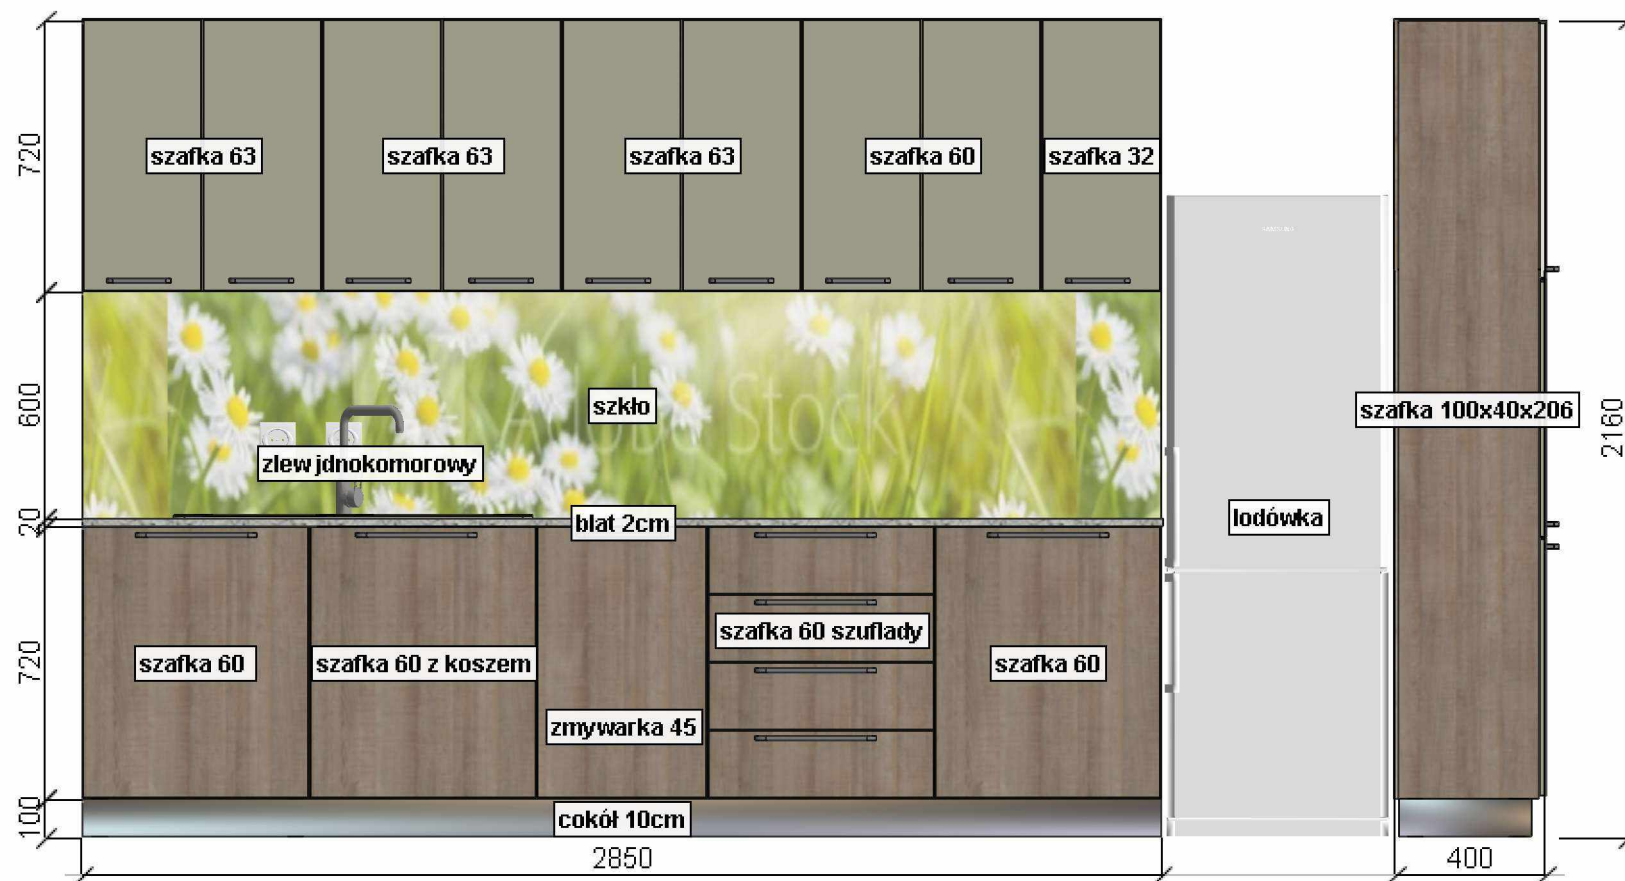 720
szafka 63
szafka 63
szafka 63
szafka 60
szafka 32
600
szkło
Adobe Stock
szafka 100x40x206
2160
zlew jdnokomorowy
lodówka
20
blat 2cm
720
szafka 60
szafka 60 z koszem
zmywarka 45
szafka 60 szuflady
szafka 60
100
cokół 10cm
2850
400